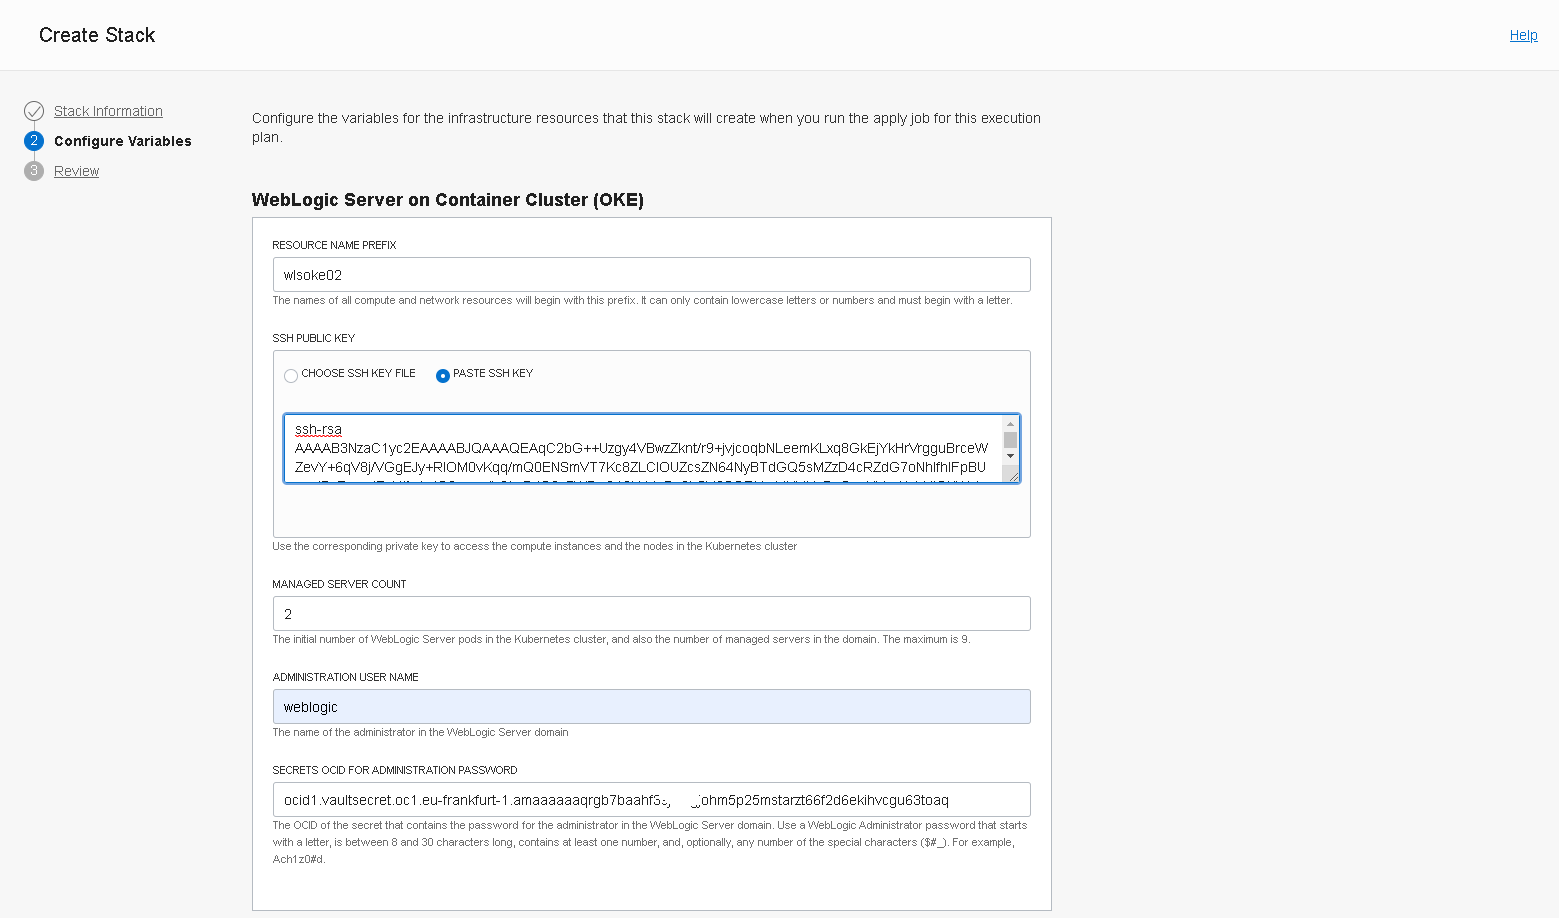 Create Stack
Help
Stack Information
2 Configure Variables
3 Review
Configure the variables for the infrastructure resources that this stack will create when you run the apply job for this execution
plan.
WebLogic Server on Container Cluster (OKE)
RESOURCE NAME PREFIX
wlsoke02
The names of all compute and network resources will begin with this prefix. It can only contain lowercase letters or numbers and must begin with a letter.
SSH PUBLIC KEY
CHOOSE SSH KEY FILE PASTE SSH KEY
ssh-rsa
AAAAB3NzaC1yc2EAAAABJQAAAQEAqC2bG++Uzgy4VBwzZknt/r9+jvjcoqbNLeemKLxq8GkEjYkHrVrgguBrceW
ZevY+6qV8j/VGgEJy+RIOM0vKqq/mQ0ENSmVT7Kc8ZLCIOUZcsZN64NyBTdGQ5sMZzD4cRZdG7oNhIfhIFpBU
Use the corresponding private key to access the compute instances and the nodes in the Kubernetes cluster
MANAGED SERVER COUNT
2
The initial number of WebLogic Server pods in the Kubernetes cluster, and also the number of managed servers in the domain. The maximum is 9.
ADMINISTRATION USER NAME
weblogic
The name of the administrator in the WebLogic Server domain
SECRETS OCID FOR ADMINISTRATION PASSWORD
ocid1.vaultsecret.oc1.eu-frankfurt-1.amaaaaaaqrgb7baahf ohm5p25mstarzt66f2d6ekihvcgu63toaq
The OCID of the secret that contains the password for the administrator in the WebLogic Server domain. Use a WebLogic Administrator password that starts
with a letter, is between 8 and 30 characters long, contains at least one number, and, optionally, any number of the special characters ($#_). For example,
Ach1z0#d.